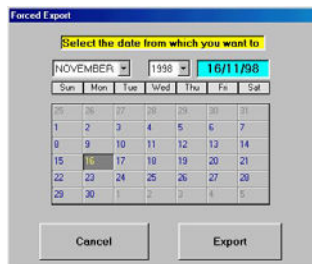 Forced Export
Select the date from which you want to
NOVEMBER 1998 16/11/98
Sun Mon Tue Wed Thu Fri Sat
25 26 27 28 29 30 31
1 2 3 4 5 6 7
8 9 10 11 12 13 14
15 16 17 18 19 20 21
22 23 24 25 26 27 28
29 30 1 2 3 4 5
Cancel Export